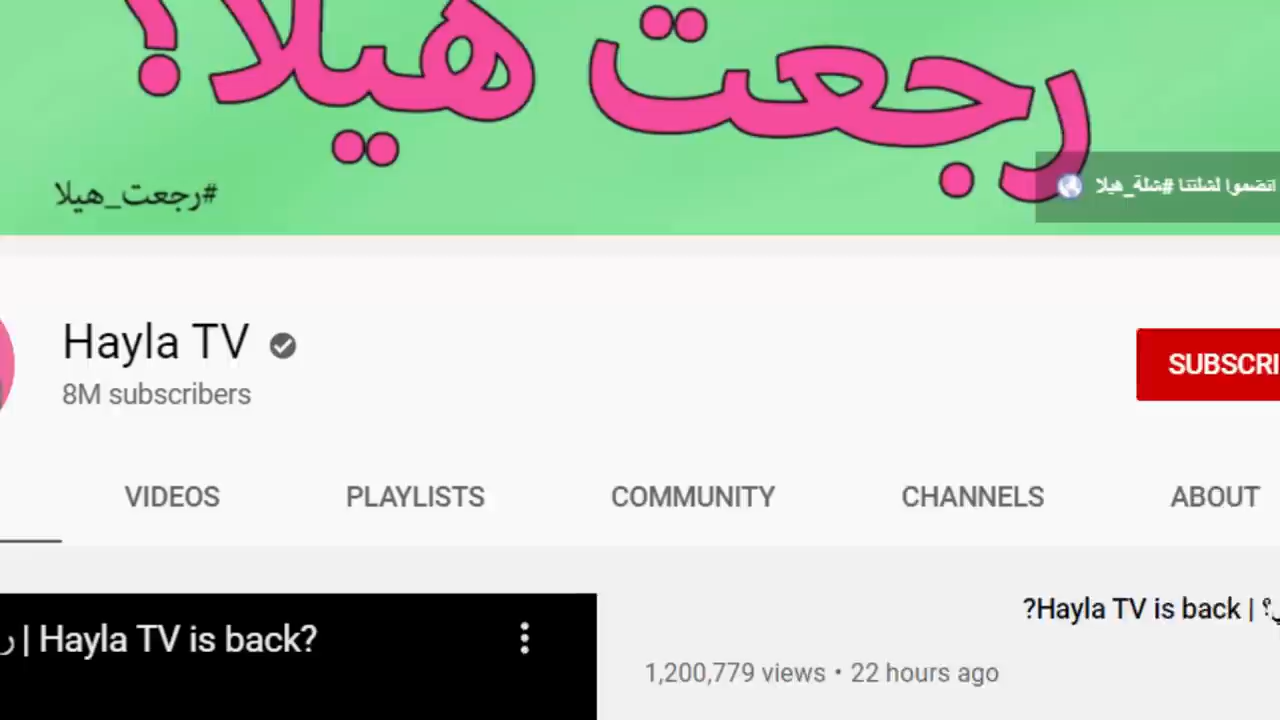 رجعت هيلا؟
#رجعت_هيلا
انضموا لشلتنا #شلة_هيلا
Hayla TV
8M subscribers
SUBSCRI
VIDEOS
PLAYLISTS
COMMUNITY
CHANNELS
ABOUT
| Hayla TV is back?
?Hayla TV is back |
1,200,779 views • 22 hours ago